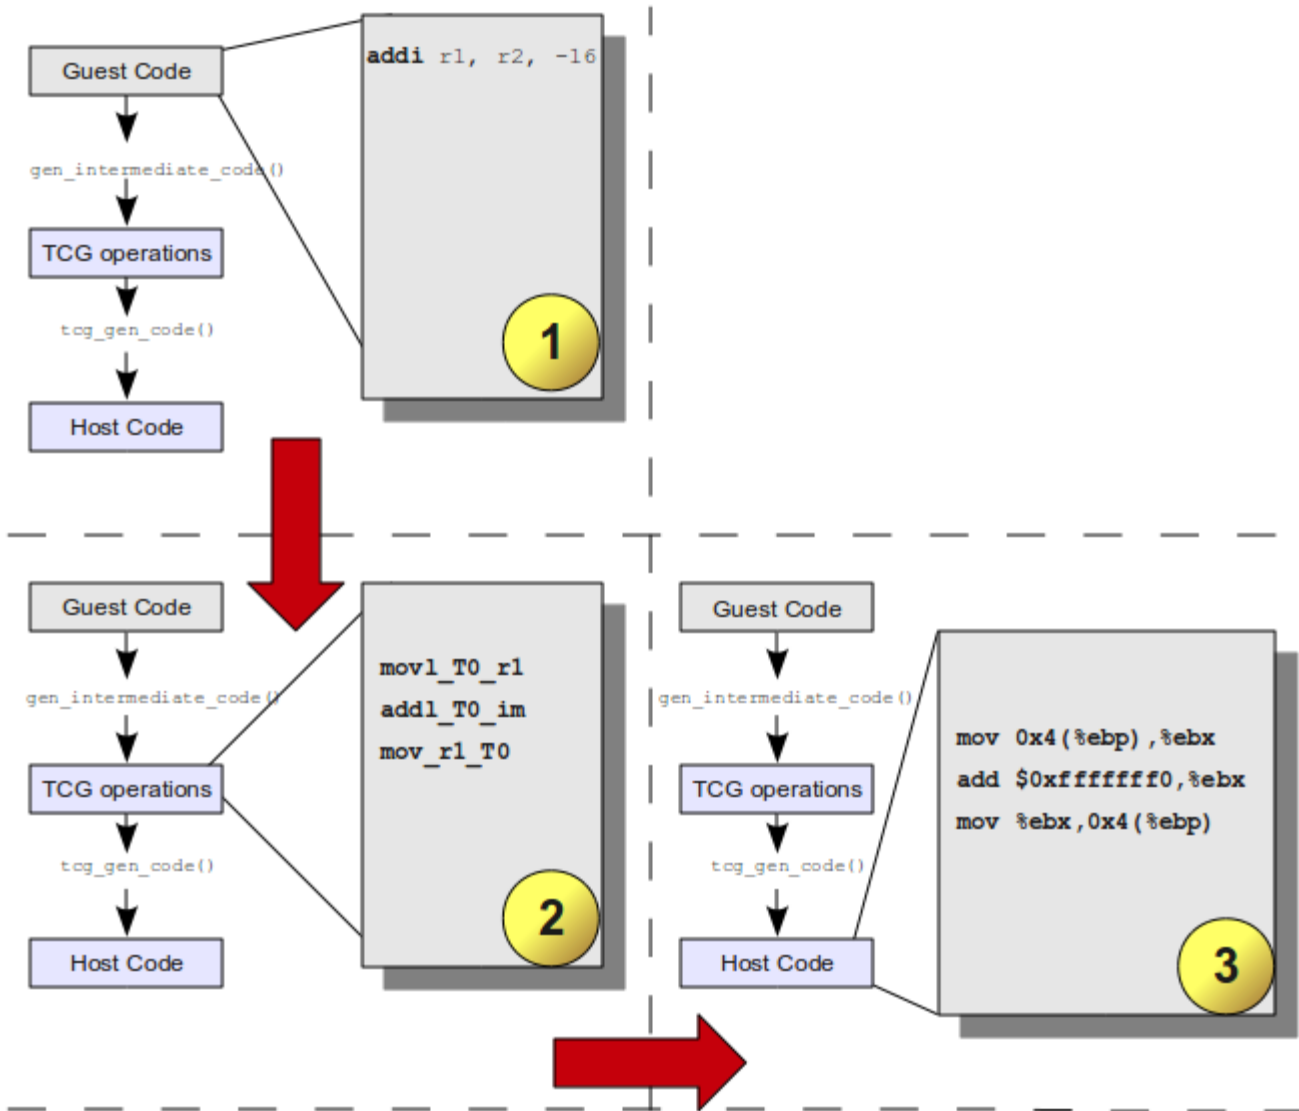 Guest Code
gen_intermediate_code()
TCG operations
tcg_gen_code()
Host Code
addi r1, r2, -16
1
Guest Code
gen_intermediate_code()
TCG operations
tcg_gen_code()
Host Code
movl_T0_r1
addl_T0_im
mov_r1_T0
2
Guest Code
gen_intermediate_code()
TCG operations
tcg_gen_code()
Host Code
mov 0x4(%ebp),%ebx
add $0xfffffff0,%ebx
mov %ebx,0x4(%ebp)
3